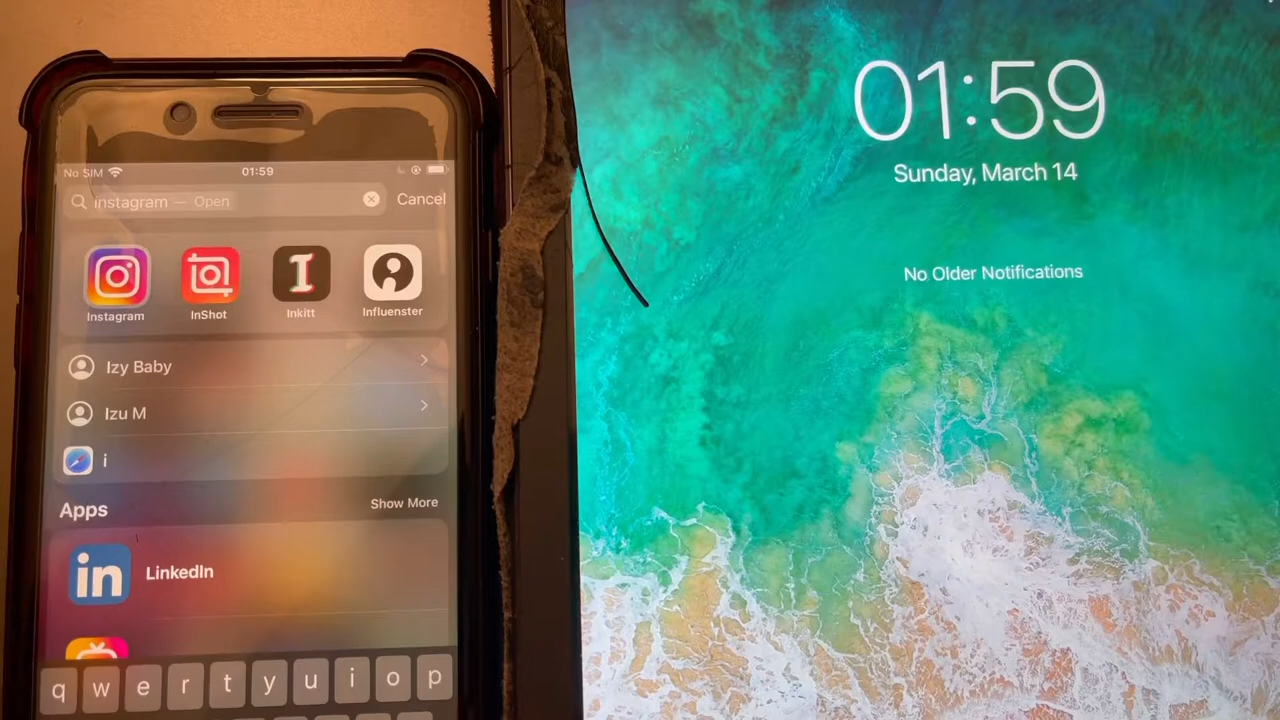 No SIM 01:59
instagram — Open Cancel
Instagram InShot Inkitt Influenster
Izy Baby
Izu M
i
Apps Show More
in LinkedIn
q w e r t y u i o p
01:59
Sunday, March 14
No Older Notifications